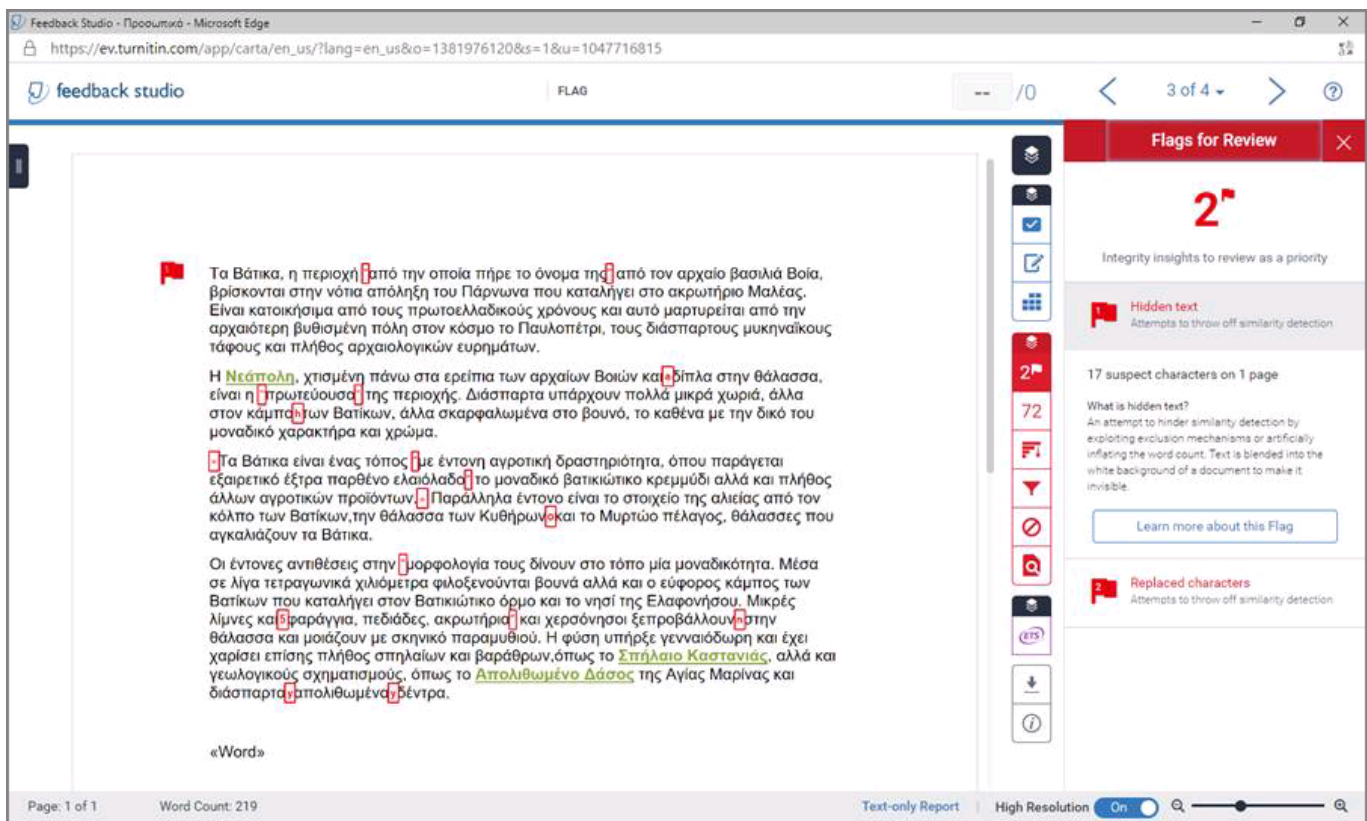 Feedback Studio - Προσωπικό - Microsoft Edge
https://ev.turnitin.com/app/carta/en_us/?lang=en_us&o=1381976120&s=1&u=1047716815
feedback studio
FLAG
-- /0
3 of 4
Flags for Review
2
Integrity insights to review as a priority
1
Hidden text
Attempts to throw off similarity detection
17 suspect characters on 1 page
What is hidden text?
An attempt to hinder similarity detection by
exploiting exclusion mechanisms or artificially
inflating the word count. Text is blended into the
white background of a document to make it
invisible.
Learn more about this Flag
2
Replaced characters
Attempts to throw off similarity detection
2
72
ETS
1
Τα Βάτικα, η περιοχή "από την οποία πήρε το όνομα της" από τον αρχαίο βασιλιά Βοία,
βρίσκονται στην νότια απόληξη του Πάρνωνα που καταλήγει στο ακρωτήριο Μαλέας.
Είναι κατοικήσιμα από τους πρωτοελλαδικούς χρόνους και αυτό μαρτυρείται από την
αρχαιότερη βυθισμένη πόλη στον κόσμο το Παυλοπέτρι, τους διάσπαρτους μυκηναϊκους
τάφους και πλήθος αρχαιολογικών ευρημάτων.
Η Νεάπολη, χτισμένη πάνω στα ερείπια των αρχαίων Βοιών και δίπλα στην θάλασσα,
είναι η "πρωτεύουσα" της περιοχής. Διάσπαρτα υπάρχουν πολλά μικρά χωριά, άλλα
στον κάμποhτων Βατίκων, άλλα σκαρφαλωμένα στο βουνό, το καθένα με την δικό του
μοναδικό χαρακτήρα και χρώμα.
Τα Βάτικα είναι ένας τόπος "με έντονη αγροτική δραστηριότητα, όπου παράγεται
εξαιρετικό έξτρα παρθένο ελαιόλαδο"το μοναδικό βατικιώτικο κρεμμύδι αλλά και πλήθος
άλλων αγροτικών προϊόντων. Παράλληλα έντονο είναι το στοιχείο της αλιείας από τον
κόλπο των Βατίκων,την θάλασσα των Κυθήρωνoκαι το Μυρτώο πέλαγος, θάλασσες που
αγκαλιάζουν τα Βάτικα.
Οι έντονες αντιθέσεις στην "μορφολογία τους δίνουν στο τόπο μία μοναδικότητα. Μέσα
σε λίγα τετραγωνικά χιλιόμετρα φιλοξενούνται βουνά αλλά και ο εύφορος κάμπος των
Βατίκων που καταλήγει στον Βατικιώτικο όρμο και το νησί της Ελαφονήσου. Μικρές
λίμνες και5φαράγγια, πεδιάδες, ακρωτήρια" και χερσόνησοι ξεπροβάλλουνnστην
θάλασσα και μοιάζουν με σκηνικό παραμυθιού. Η φύση υπήρξε γενναιόδωρη και έχει
χαρίσει επίσης πλήθος σπηλαίων και βαράθρων,όπως το Σπήλαιο Καστανιάς, αλλά και
γεωλογικούς σχηματισμούς, όπως το Απολιθωμένο Δάσος της Αγίας Μαρίνας και
διάσπαρταyαπολιθωμέναyδέντρα.
«Word»
Page: 1 of 1
Word Count: 219
Text-only Report
High Resolution
On